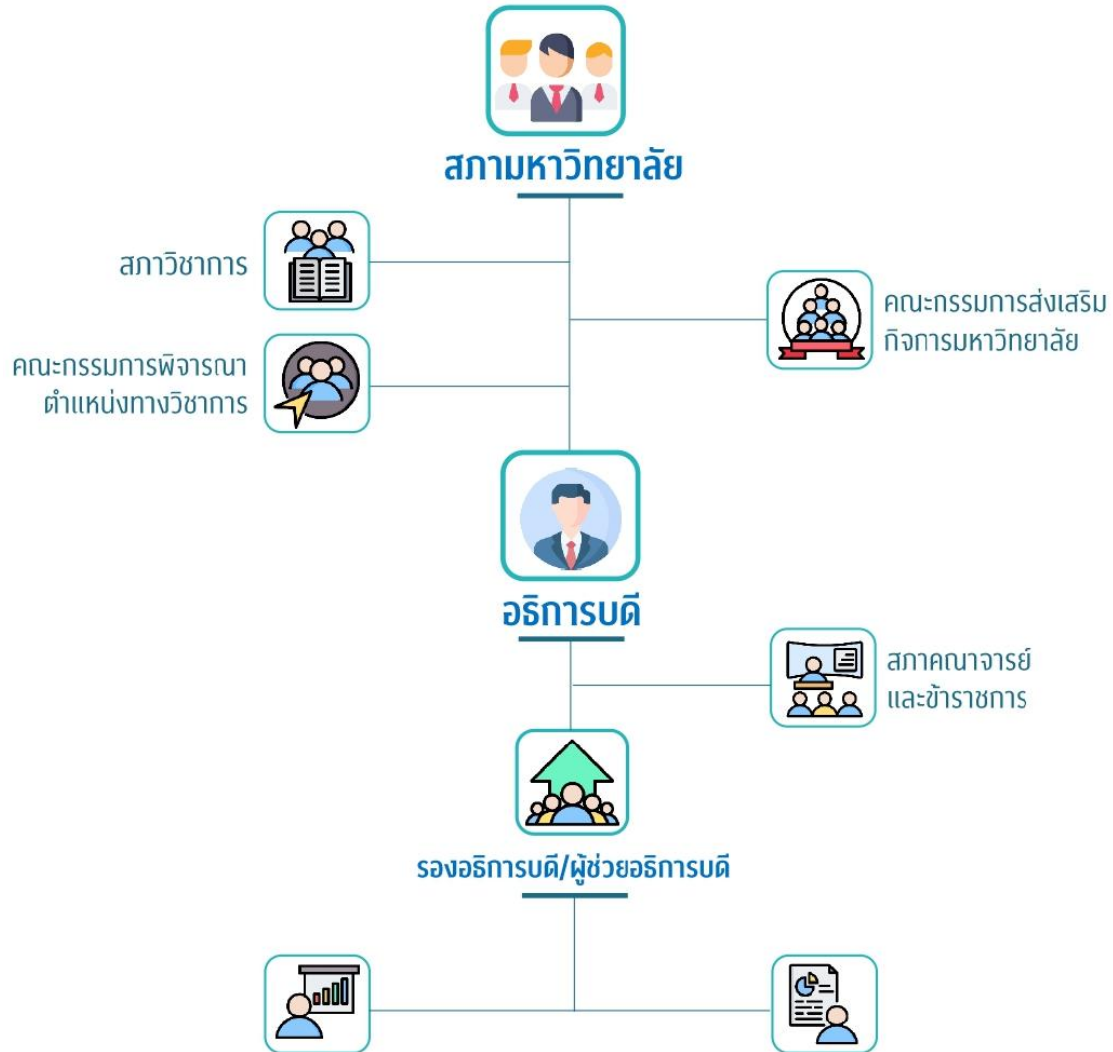 สภามหาวิทยาลัย
สภาวิชาการ
คณะกรรมการส่งเสริม
กิจการมหาวิทยาลัย
คณะกรรมการพิจารณา
ตำแหน่งทางวิชาการ
อธิการบดี
สภาคณาจารย์
และข้าราชการ
รองอธิการบดี/ผู้ช่วยอธิการบดี